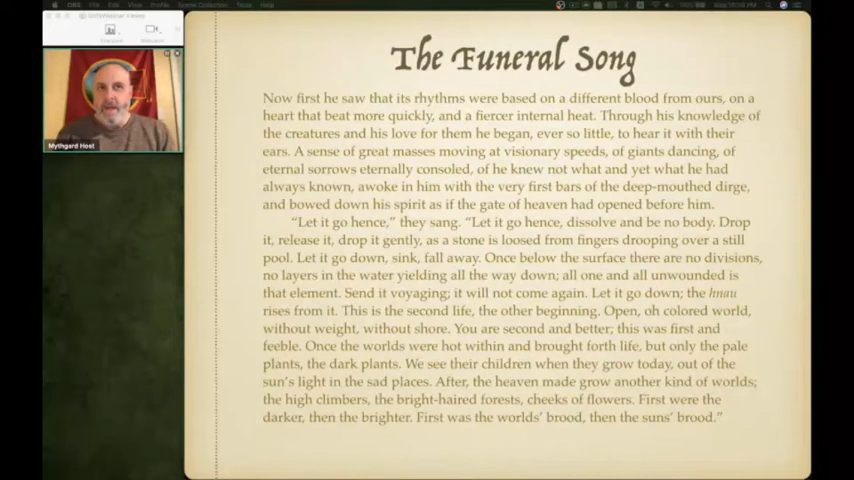 The Funeral Song
Now first he saw that its rhythms were based on a different blood from ours, on a
heart that beat more quickly, and a fiercer internal heat. Through his knowledge of
the creatures and his love for them he began, ever so little, to hear it with their
ears. A sense of great masses moving at visionary speeds, of giants dancing, of
eternal sorrows eternally consoled, of he knew not what and yet what he had
always known, awoke in him with the very first bars of the deep-mouthed dirge,
and bowed down his spirit as if the gate of heaven had opened before him.
"Let it go hence," they sang. "Let it go hence, dissolve and be no body. Drop
it, release it, drop it gently, as a stone is loosed from fingers drooping over a still
pool. Let it go down, sink, fall away. Once below the surface there are no divisions,
no layers in the water yielding all the way down; all one and all unwounded is
that element. Send it voyaging; it will not come again. Let it go down; the hnau
rises from it. This is the second life, the other beginning. Open, oh colored world,
without weight, without shore. You are second and better; this was first and
feeble. Once the worlds were hot within and brought forth life, but only the pale
plants, the dark plants. We see their children when they grow today, out of the
sun's light in the sad places. After, the heaven made grow another kind of worlds;
the high climbers, the bright-haired forests, cheeks of flowers. First were the
darker, then the brighter. First was the worlds' brood, then the suns' brood."
Mythgard Host